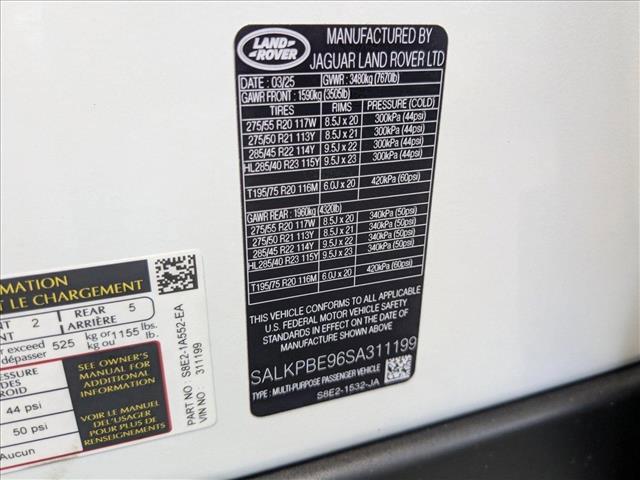 LAND-
ROVER
MANUFACTURED BY
JAGUAR LAND ROVER LTD
DATE : 03/25 GVWR : 3480kg (7670lb)
GAWR FRONT : 1590kg (3505lb)
TIRES RIMS PRESSURE (COLD)
275/55 R20 117W 8.5J x 20 300kPa (44psi)
275/50 R21 113Y 8.5J x 21 300kPa (44psi)
285/45 R22 114Y 9.5J x 22 300kPa (44psi)
HL285/40 R23 115Y 9.5J x 23 300kPa (44psi)
T195/75 R20 116M 6.0J x 20 420kPa (60psi)
GAWR REAR : 1960kg (4320lb)
275/55 R20 117W 8.5J x 20 340kPa (50psi)
275/50 R21 113Y 8.5J x 21 340kPa (50psi)
285/45 R22 114Y 9.5J x 22 340kPa (50psi)
HL285/40 R23 115Y 9.5J x 23 340kPa (50psi)
T195/75 R20 116M 6.0J x 20 420kPa (60psi)
THIS VEHICLE CONFORMS TO ALL APPLICABLE
U.S. FEDERAL MOTOR VEHICLE SAFETY
STANDARDS IN EFFECT ON THE DATE OF
MANUFACTURE SHOWN ABOVE
SALKPBE96SA311199
TYPE : MULTI-PURPOSE PASSENGER VEHICLE
S8E2-1532-JA
LE CHARGEMENT
2 REAR 5
ARRIÈRE
exceed 525 kg or 1155 lbs.
dépasser kg ou lb.
SEE OWNER'S
MANUAL FOR
ADDITIONAL
INFORMATION
44 psi
VOIR LE MANUEL
DE L'USAGER
POUR PLUS DE
RENSEIGNEMENTS
50 psi
Aucun
PART NO : S8E2-1A552-EA
VIN NO : 311199